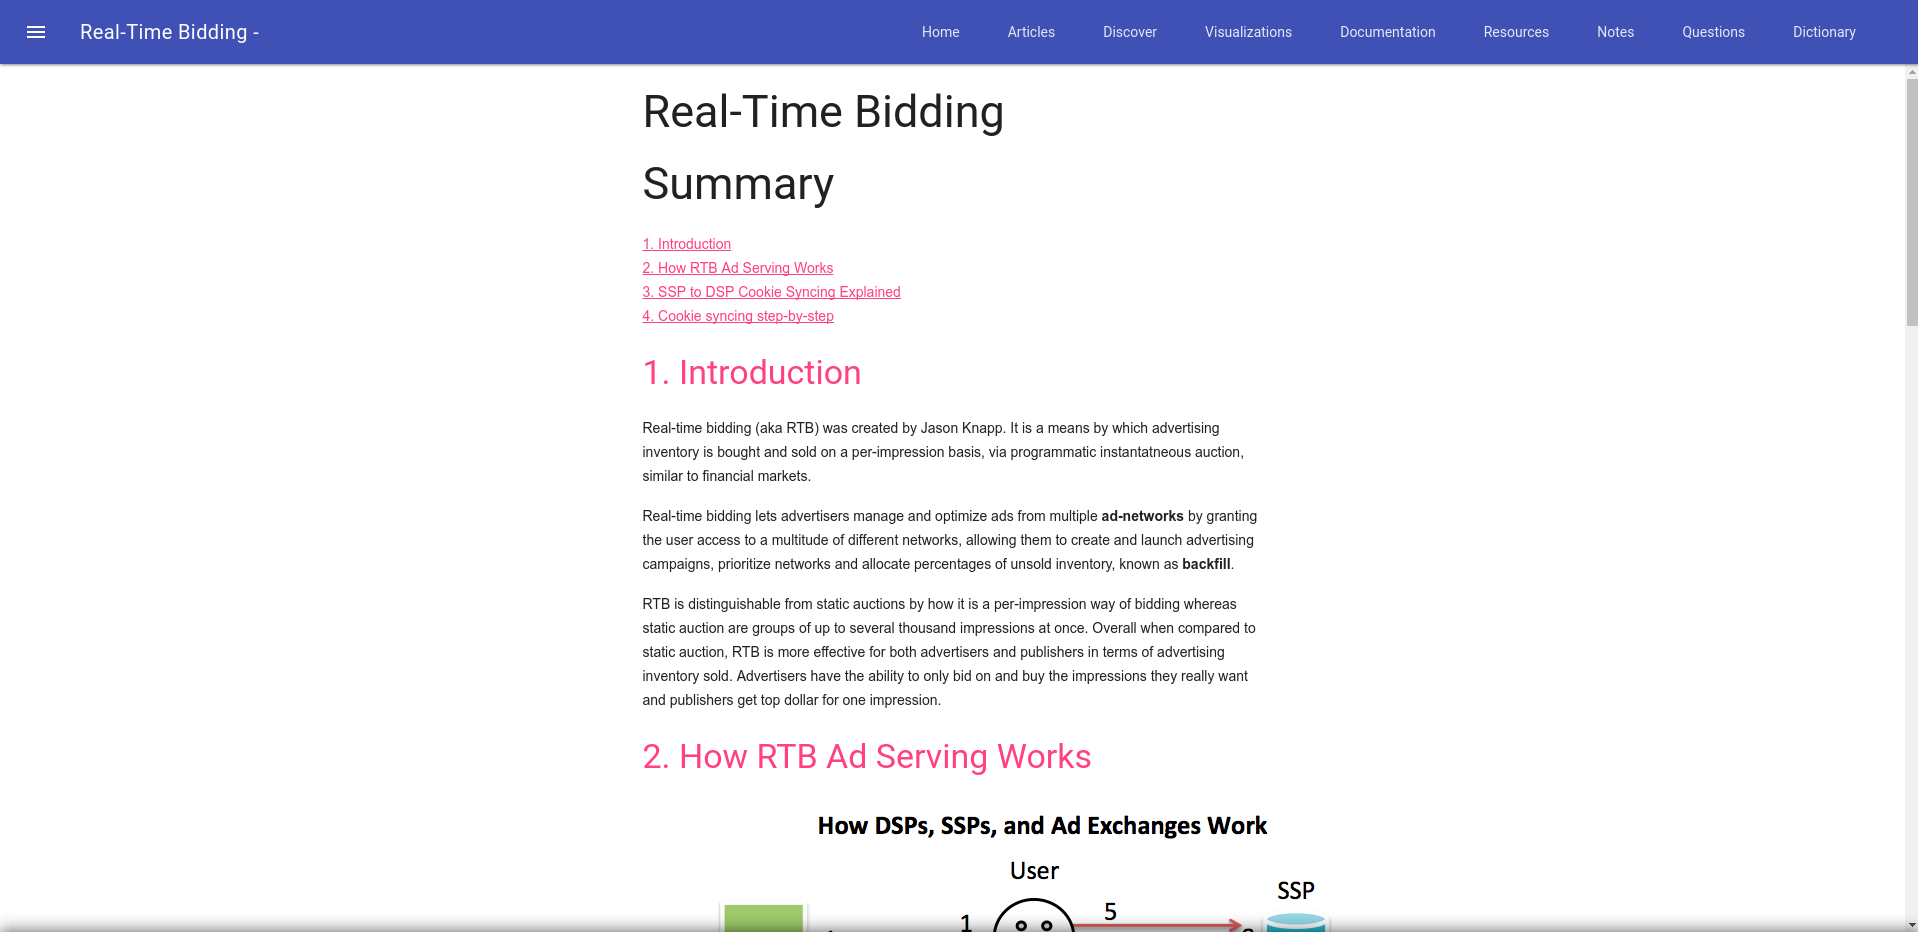 Real-Time Bidding -
Home
Articles
Discover
Visualizations
Documentation
Resources
Notes
Questions
Dictionary
Real-Time Bidding
Summary
1. Introduction
2. How RTB Ad Serving Works
3. SSP to DSP Cookie Syncing Explained
4. Cookie syncing step-by-step
1. Introduction
Real-time bidding (aka RTB) was created by Jason Knapp. It is a means by which advertising
inventory is bought and sold on a per-impression basis, via programmatic instantatneous auction,
similar to financial markets.
Real-time bidding lets advertisers manage and optimize ads from multiple ad-networks by granting
the user access to a multitude of different networks, allowing them to create and launch advertising
campaigns, prioritize networks and allocate percentages of unsold inventory, known as backfill.
RTB is distinguishable from static auctions by how it is a per-impression way of bidding whereas
static auction are groups of up to several thousand impressions at once. Overall when compared to
static auction, RTB is more effective for both advertisers and publishers in terms of advertising
inventory sold. Advertisers have the ability to only bid on and buy the impressions they really want
and publishers get top dollar for one impression.
2. How RTB Ad Serving Works
How DSPs, SSPs, and Ad Exchanges Work
User
SSP
1
5